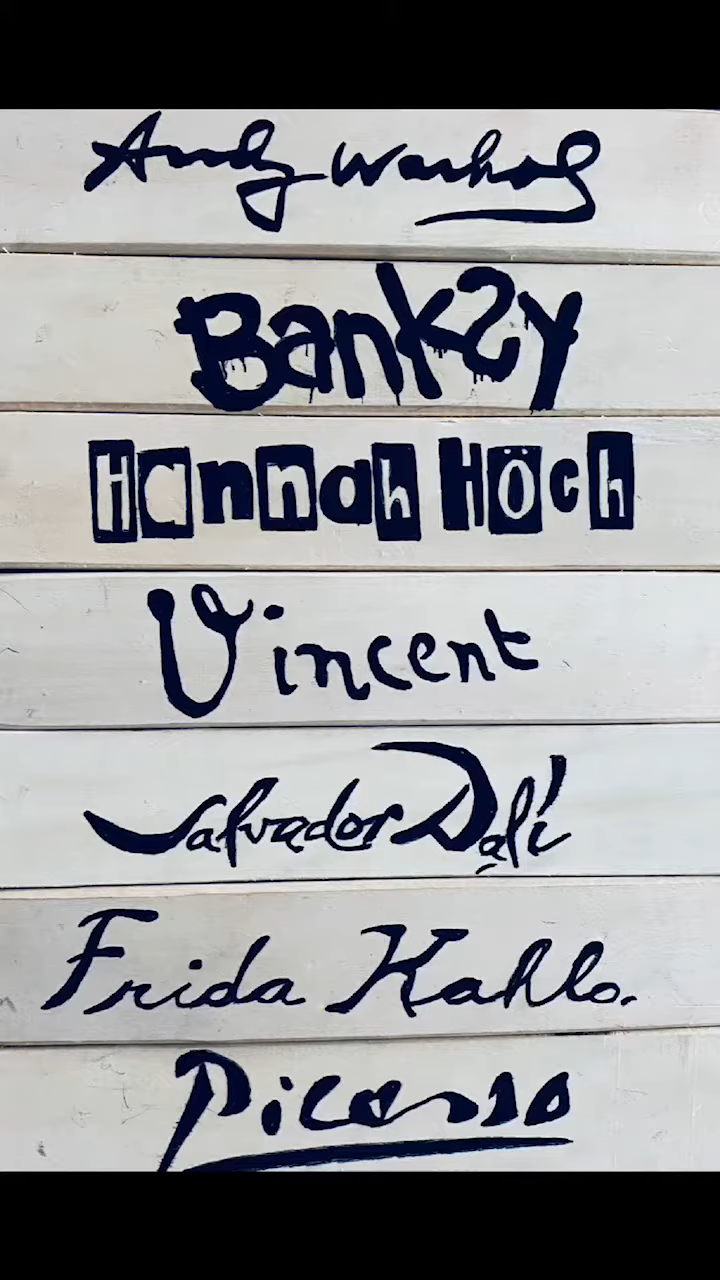 Andy Warhol
Banksy
Hannah Höch
Vincent
Salvador Dalí
Frida Kahlo.
Picasso